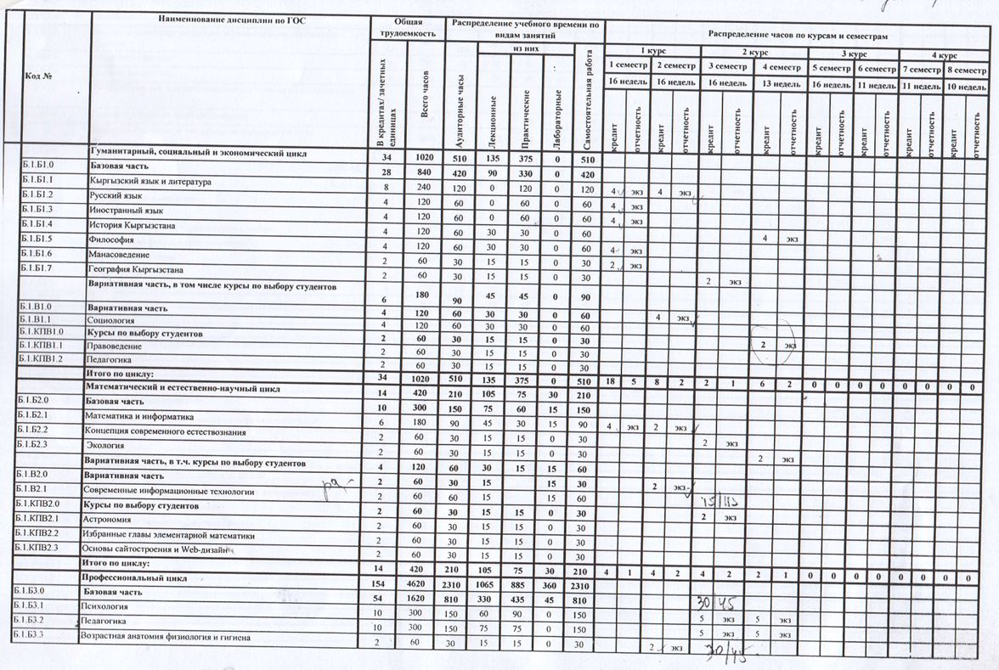 Код № | Наименование дисциплин по ГОС | Общая трудоемкость | Распределение учебного времени по видам занятий | Распределение часов по курсам и семестрам
из них | 1 курс | 2 курс | 3 курс | 4 курс
1 семестр | 2 семестр | 3 семестр | 4 семестр | 5 семестр | 6 семестр | 7 семестр | 8 семестр
16 недель | 16 недель | 16 недель | 13 недель | 16 недель | 11 недель | 11 недель | 10 недель
В кредитах/ зачетных единицах | Всего часов | Аудиторные часы | Лекционные | Практические | Лабораторные | Самостоятельная работа | кредит | отчетность | кредит | отчетность | кредит | отчетность | кредит | отчетность | кредит | отчетность | кредит | отчетность | кредит | отчетность | кредит | отчетность
Гуманитарный, социальный и экономический цикл | 34 | 1020 | 510 | 135 | 375 | 0 | 510
Б.1.Б1.0 | Базовая часть | 28 | 840 | 420 | 90 | 330 | 0 | 420
Б.1.Б1.1 | Кыргызский язык и литература | 8 | 240 | 120 | 0 | 120 | 0 | 120 | 4 | экз | 4 | экз
Б.1.Б1.2 | Русский язык | 4 | 120 | 60 | 0 | 60 | 0 | 60 | 4 | экз
Б.1.Б1.3 | Иностранный язык | 4 | 120 | 60 | 0 | 60 | 0 | 60 | 4 | экз
Б.1.Б1.4 | История Кыргызстана | 4 | 120 | 60 | 30 | 30 | 0 | 60 | 4 | экз
Б.1.Б1.5 | Философия | 4 | 120 | 60 | 30 | 30 | 0 | 60 | 4 | экз
Б.1.Б1.6 | Манасоведение | 2 | 60 | 30 | 15 | 15 | 0 | 30 | 2 | экз
Б.1.Б1.7 | География Кыргызстана | 2 | 60 | 30 | 15 | 15 | 0 | 30 | 2 | экз
Вариативная часть, в том числе курсы по выбору студентов | 6 | 180 | 90 | 45 | 45 | 0 | 90
Б.1.В1.0 | Вариативная часть | 4 | 120 | 60 | 30 | 30 | 0 | 60
Б.1.В1.1 | Социология | 4 | 120 | 60 | 30 | 30 | 0 | 60 | 4 | экз
Б.1.КПВ1.0 | Курсы по выбору студентов | 2 | 60 | 30 | 15 | 15 | 0 | 30 | 2 | экз
Б.1.КПВ1.1 | Правоведение | 2 | 60 | 30 | 15 | 15 | 0 | 30
Б.1.КПВ1.2 | Педагогика | 2 | 60 | 30 | 15 | 15 | 0 | 30
Итого по циклу: | 34 | 1020 | 510 | 135 | 375 | 0 | 510 | 18 | 5 | 8 | 2 | 2 | 1 | 6 | 2 | 0 | 0 | 0 | 0 | 0 | 0 | 0 | 0
Математический и естественно-научный цикл | 14 | 420 | 210 | 105 | 75 | 30 | 210
Б.1.Б2.0 | Базовая часть | 10 | 300 | 150 | 75 | 60 | 15 | 150
Б.1.Б2.1 | Математика и информатика | 6 | 180 | 90 | 45 | 30 | 15 | 90 | 4 | экз | 2 | экз
Б.1.Б2.2 | Концепция современного естествознания | 2 | 60 | 30 | 15 | 15 | 0 | 30 | 2 | экз
Б.1.Б2.3 | Экология | 2 | 60 | 30 | 15 | 15 | 0 | 30 | 2 | экз
Вариативная часть, в т.ч. курсы по выбору студентов | 4 | 120 | 60 | 30 | 15 | 15 | 60
Б.1.В2.0 | Вариативная часть | 2 | 60 | 30 | 15 | 15 | 30 | 2 | экз
Б.1.В2.1 | Современные информационные технологии | 2 | 60 | 60 | 15 | 15 | 60 | 15/15
Б.1.КПВ2.0 | Курсы по выбору студентов | 2 | 60 | 30 | 15 | 15 | 0 | 30 | 2 | экз
Б.1.КПВ2.1 | Астрономия | 2 | 60 | 30 | 15 | 15 | 0 | 30
Б.1.КПВ2.2 | Избранные главы элементарной математики | 2 | 60 | 30 | 15 | 15 | 0 | 30
Б.1.КПВ2.3 | Основы сайтостроения и Web-дизайн | 2 | 60 | 30 | 15 | 15 | 0 | 30
Итого по циклу: | 14 | 420 | 210 | 105 | 75 | 30 | 210 | 4 | 1 | 4 | 2 | 4 | 2 | 2 | 1 | 0 | 0 | 0 | 0 | 0 | 0 | 0 | 0
Профессиональный цикл | 154 | 4620 | 2310 | 1065 | 885 | 360 | 2310
Б.1.Б3.0 | Базовая часть | 54 | 1620 | 810 | 330 | 435 | 45 | 810 | 30/45
Б.1.Б3.1 | Психология | 10 | 300 | 150 | 60 | 90 | 0 | 150 | 5 | экз | 5 | экз
Б.1.Б3.2 | Педагогика | 10 | 300 | 150 | 75 | 75 | 0 | 150 | 5 | экз | 5 | экз
Б.1.Б3.3 | Возрастная анатомия физиология и гигиена | 2 | 60 | 30 | 15 | 15 | 0 | 30 | 2 | экз | 30/45